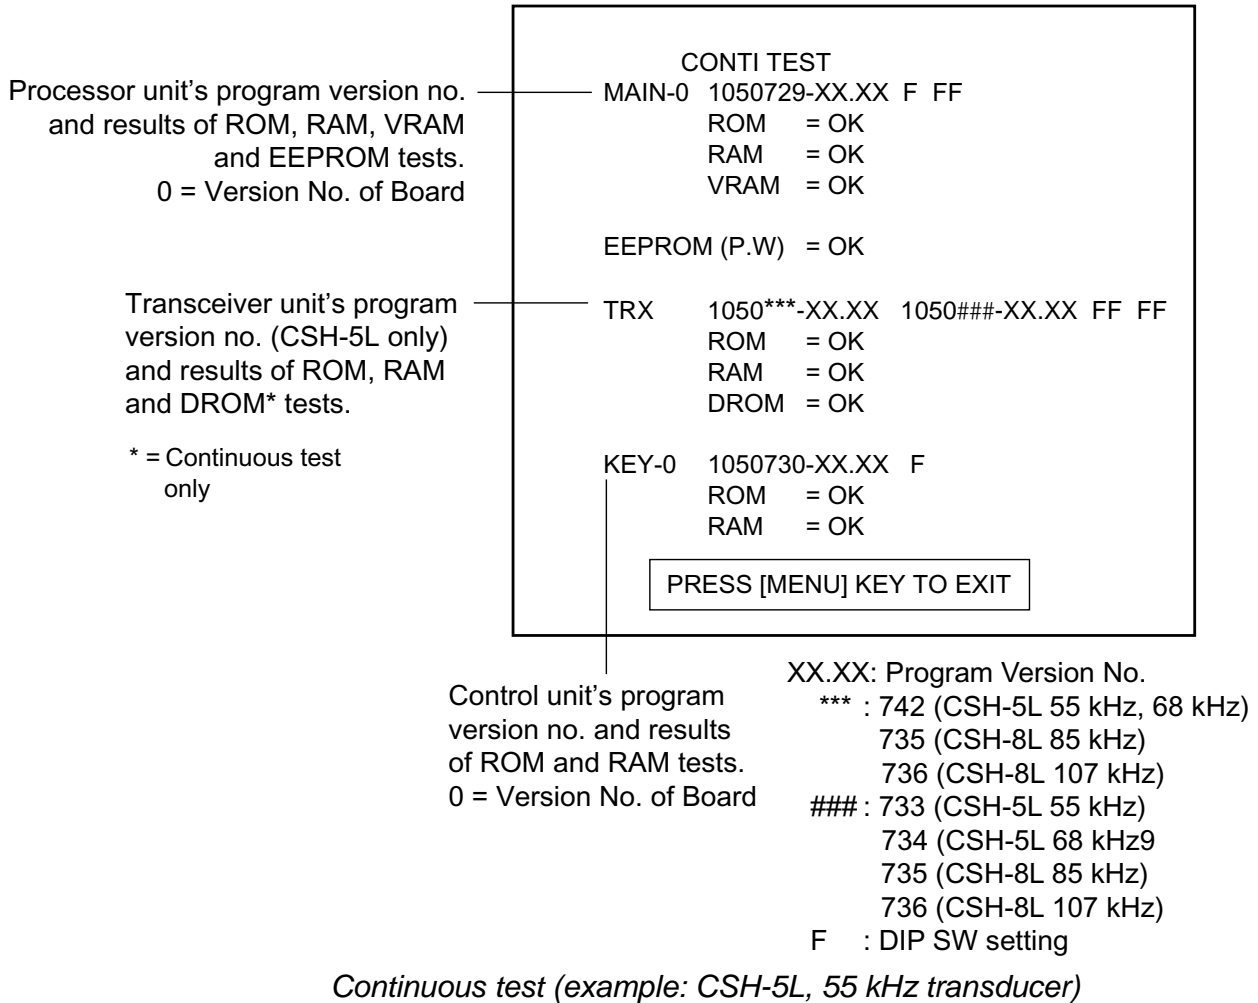 CONTI TEST
Processor unit's program version no.
and results of ROM, RAM, VRAM
and EEPROM tests.
0 = Version No. of Board
MAIN-0 1050729-XX.XX F FF
ROM = OK
RAM = OK
VRAM = OK
EEPROM (P.W) = OK
Transceiver unit's program
version no. (CSH-5L only)
and results of ROM, RAM
and DROM* tests.
* = Continuous test
only
TRX 1050***-XX.XX 1050###-XX.XX FF FF
ROM = OK
RAM = OK
DROM = OK
KEY-0 1050730-XX.XX F
ROM = OK
RAM = OK
PRESS [MENU] KEY TO EXIT
Control unit's program
version no. and results
of ROM and RAM tests.
0 = Version No. of Board
XX.XX: Program Version No.
*** : 742 (CSH-5L 55 kHz, 68 kHz)
735 (CSH-8L 85 kHz)
736 (CSH-8L 107 kHz)
### : 733 (CSH-5L 55 kHz)
734 (CSH-5L 68 kHz9
735 (CSH-8L 85 kHz)
736 (CSH-8L 107 kHz)
F : DIP SW setting
Continuous test (example: CSH-5L, 55 kHz transducer)